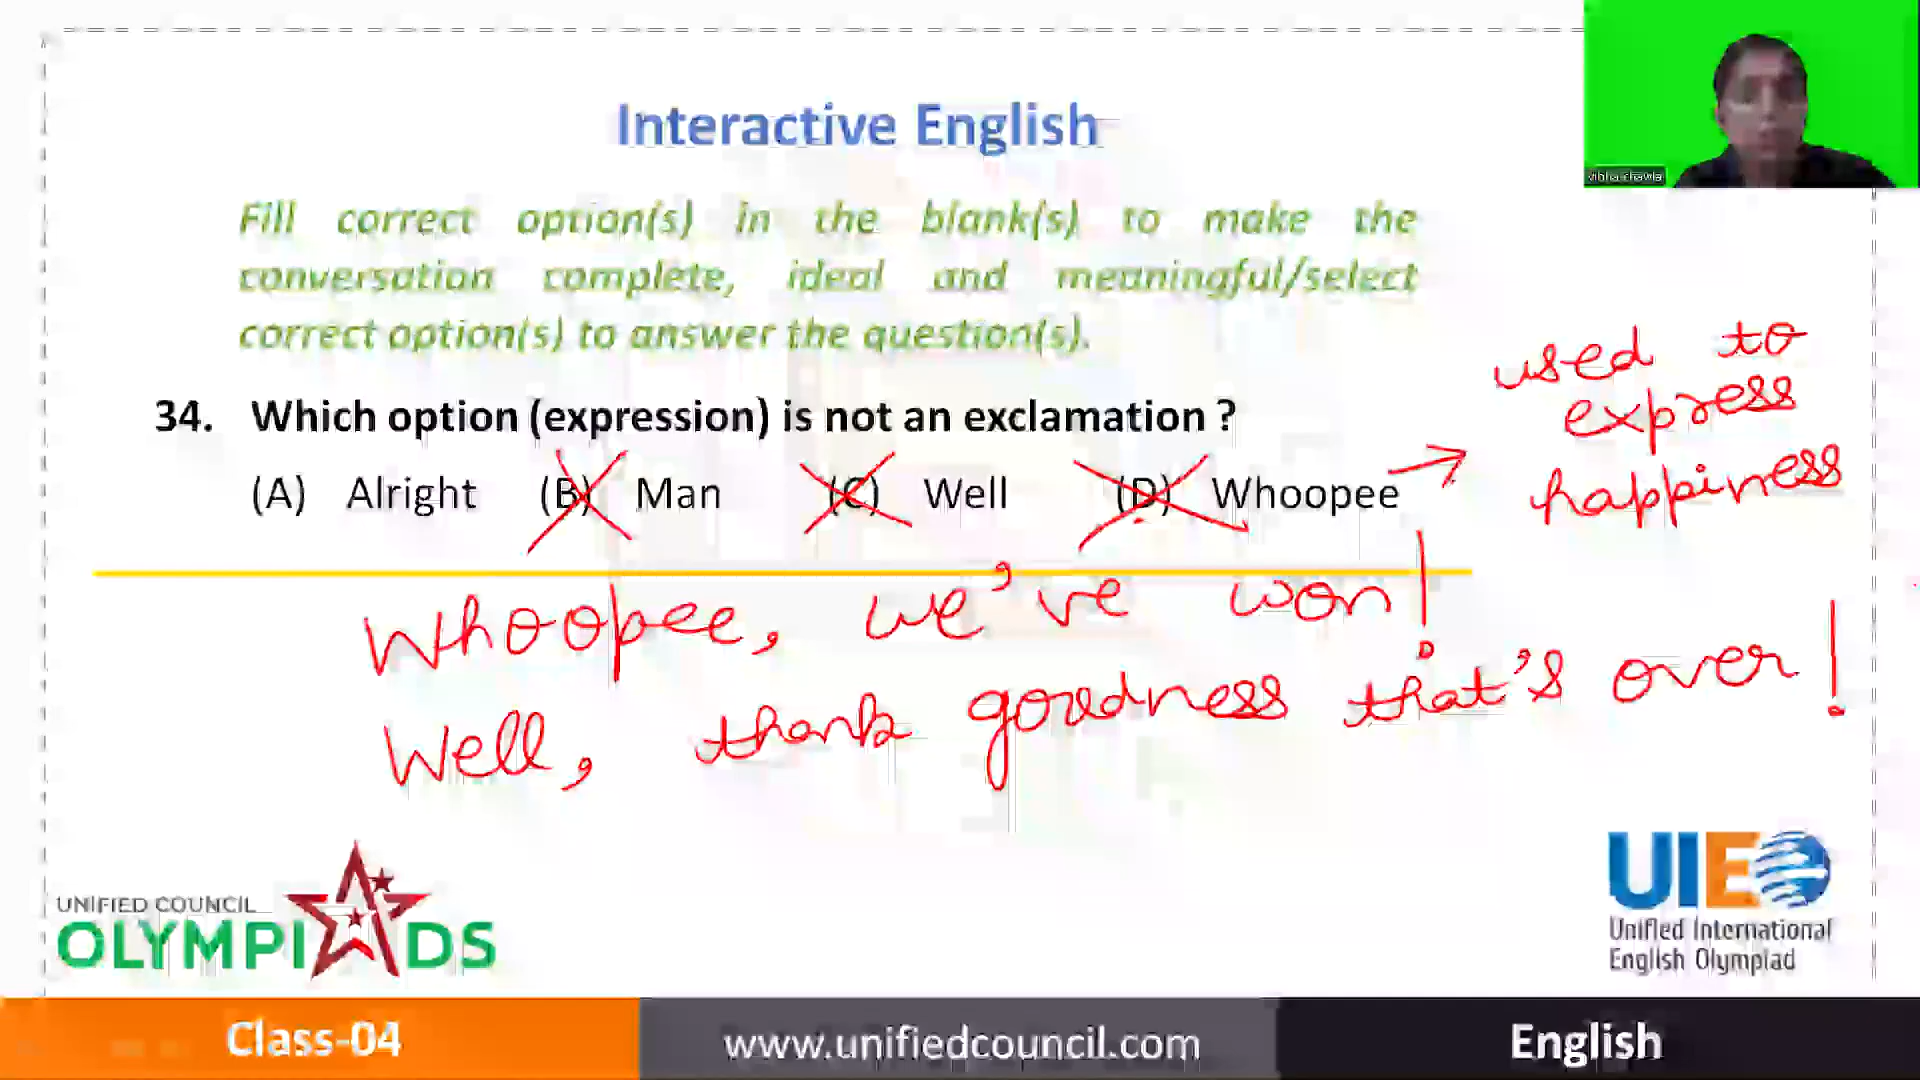 Interactive English
Fill correct option(s) in the blank(s) to make the
conversation complete, ideal and meaningful/select
correct option(s) to answer the question(s).
34. Which option (expression) is not an exclamation ?
(A) Alright (B) Man (C) Well (D) Whoopee
used to
express
happiness
Whoopee, we've won!
Well, thank goodness that's over!
UNIFIED COUNCIL
OLYMPIADS
UIEO
Unified International
English Olympiad
Class-04
www.unifiedcouncil.com
English
vibha chawla